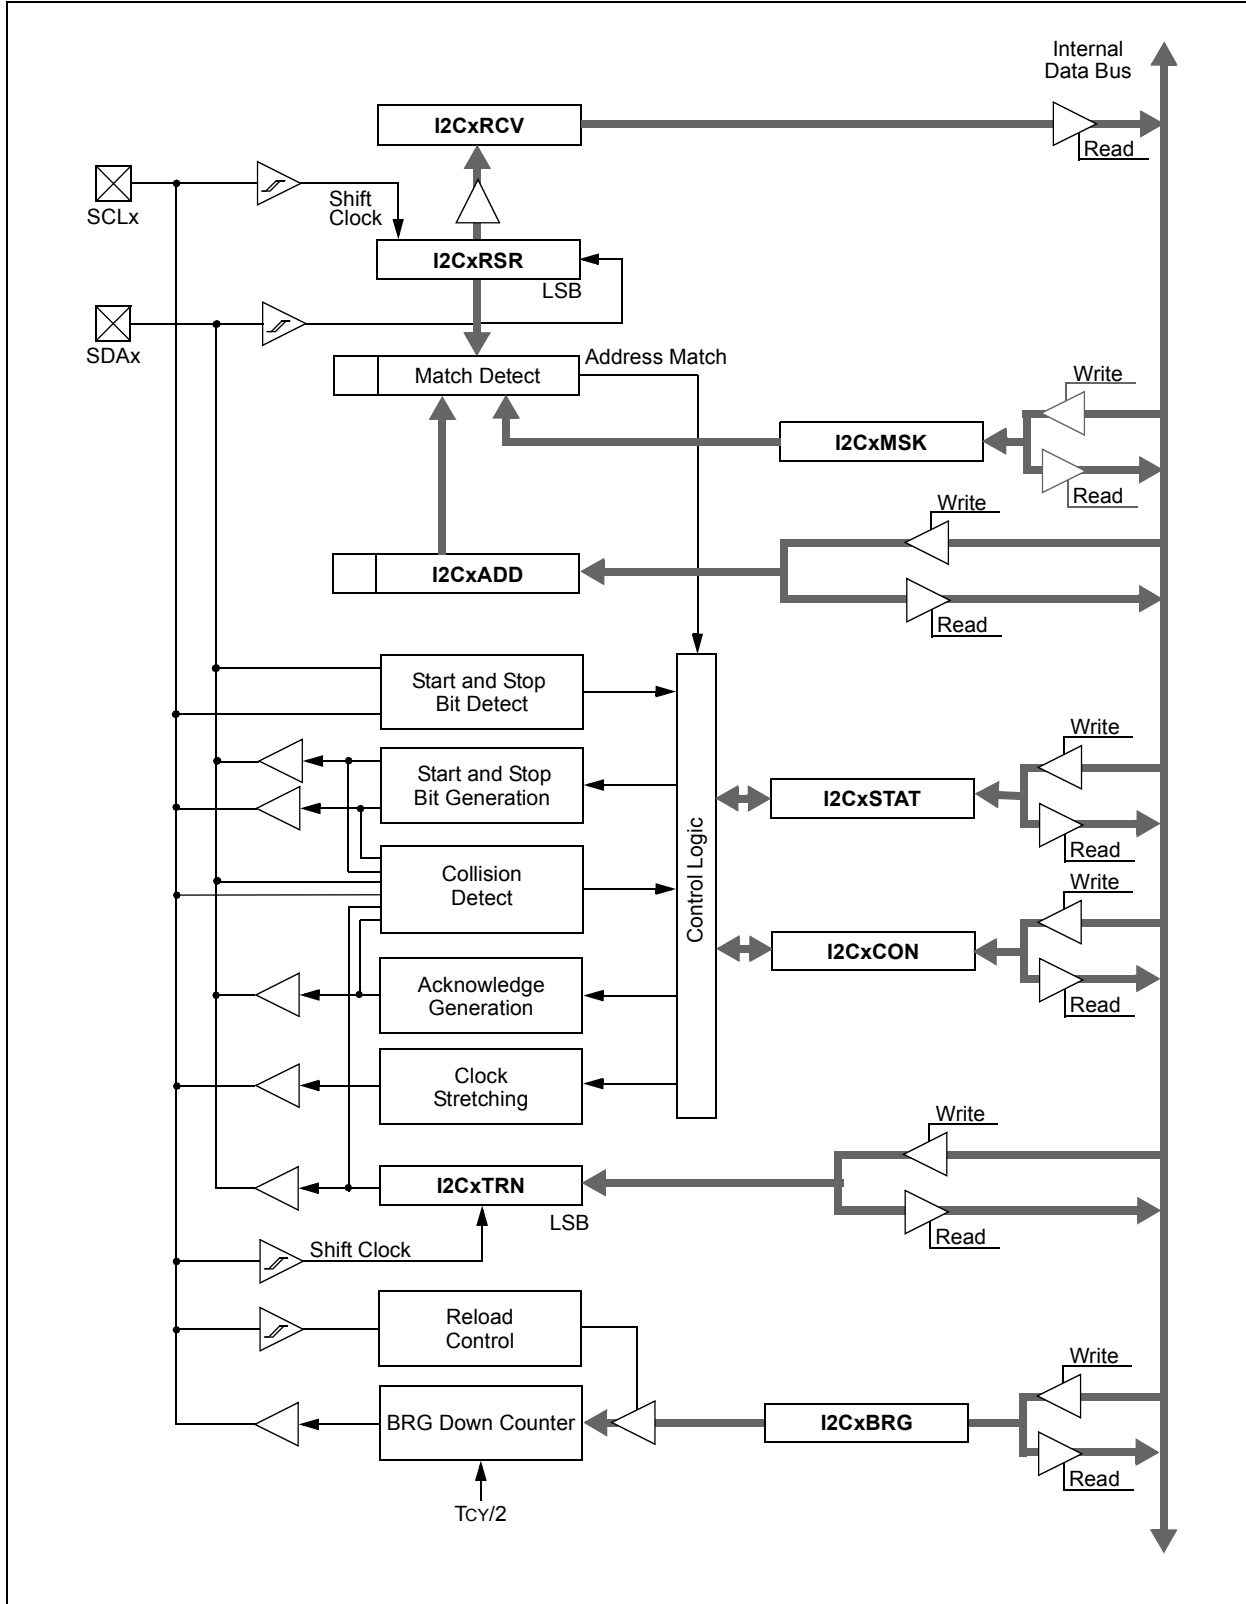 Internal
Data Bus
I2CxRCV
Read
SCLx
Shift
Clock
I2CxRSR
LSB
SDAx
Match Detect
Address Match
Write
I2CxMSK
Read
Write
I2CxADD
Read
Start and Stop
Bit Detect
Write
Start and Stop
Bit Generation
I2CxSTAT
Read
Control Logic
Collision
Detect
Write
I2CxCON
Read
Acknowledge
Generation
Clock
Stretching
Write
I2CxTRN
LSB
Read
Shift Clock
Reload
Control
Write
BRG Down Counter
I2CxBRG
Read
TCY/2